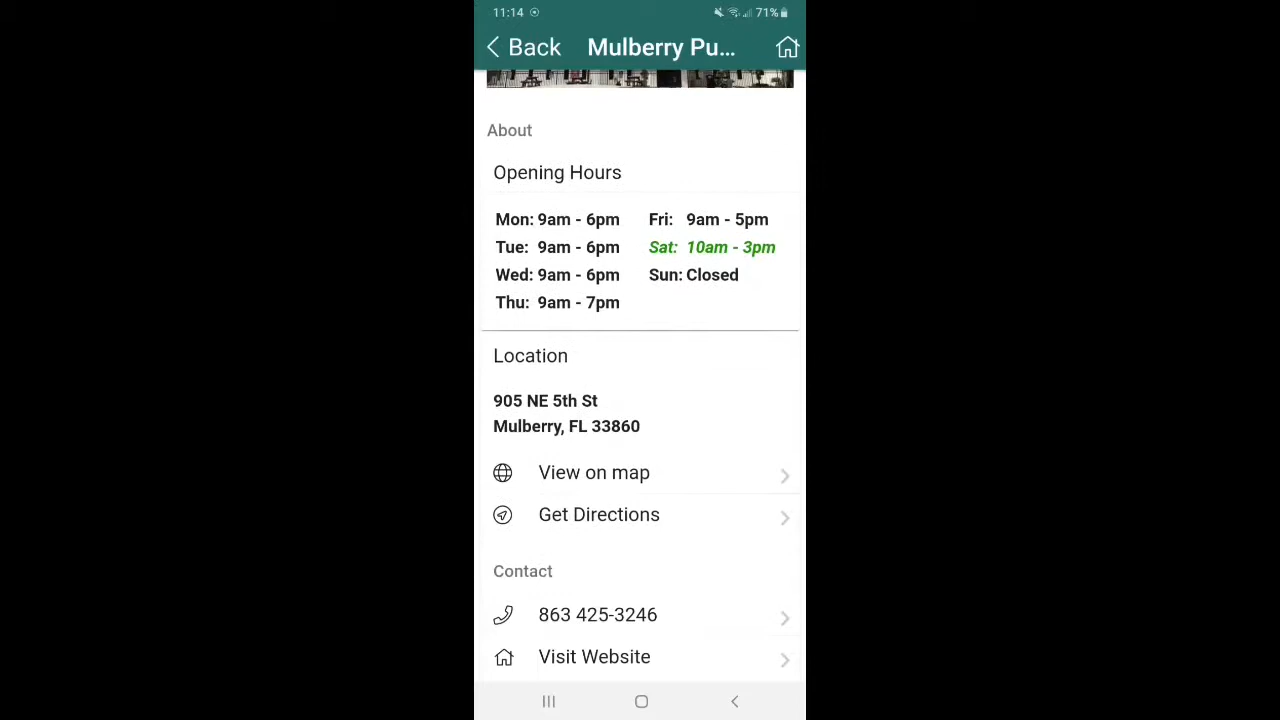 11:14 71%
Back Mulberry Pu...
About
Opening Hours
Mon: 9am - 6pm Fri: 9am - 5pm
Tue: 9am - 6pm Sat: 10am - 3pm
Wed: 9am - 6pm Sun: Closed
Thu: 9am - 7pm
Location
905 NE 5th St
Mulberry, FL 33860
View on map
Get Directions
Contact
863 425-3246
Visit Website